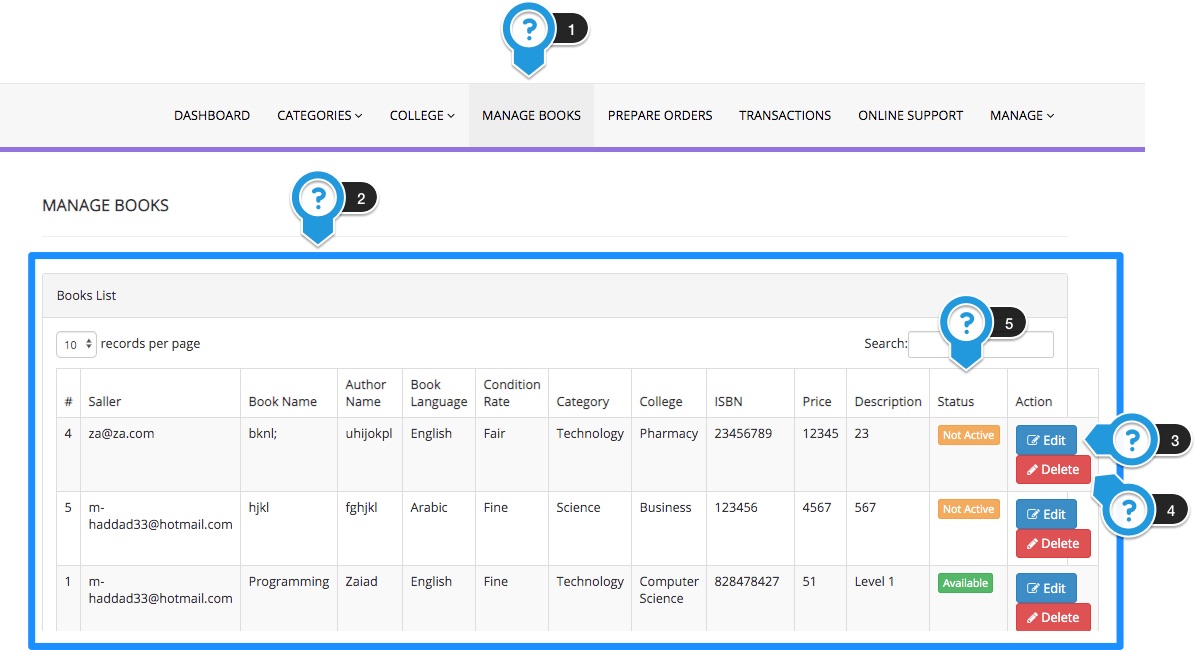 ? 1
DASHBOARD CATEGORIES COLLEGE MANAGE BOOKS PREPARE ORDERS TRANSACTIONS ONLINE SUPPORT MANAGE
MANAGE BOOKS
? 2
Books List
? 5
10 records per page Search:
# Saller Book Name Author Name Book Language Condition Rate Category College ISBN Price Description Status Action
4 za@za.com bknl; uhijokpl English Fair Technology Pharmacy 23456789 12345 23 Not Active Edit
? 3
Delete
5 m-haddad33@hotmail.com hjkl fghjkl Arabic Fine Science Business 123456 4567 567 Not Active Edit
? 4
Delete
1 m-haddad33@hotmail.com Programming Zaiad English Fine Technology Computer Science 828478427 51 Level 1 Available Edit
Delete